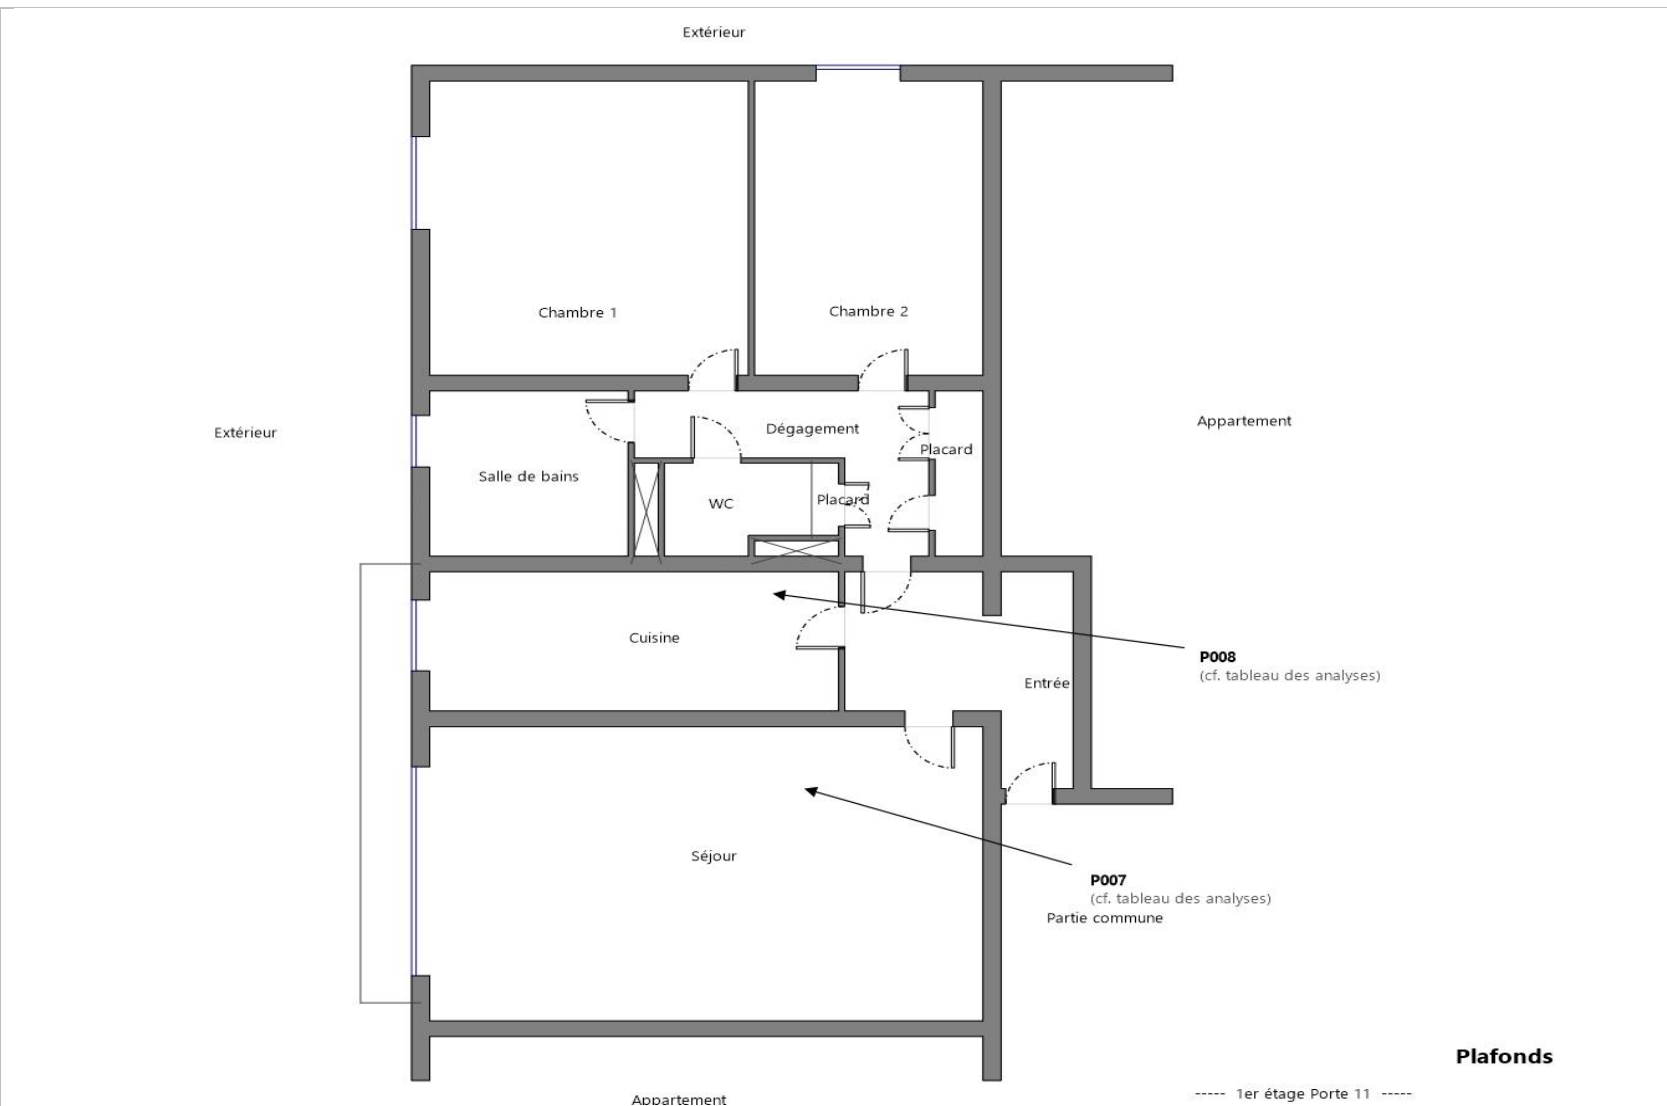 Extérieur
Chambre 1
Chambre 2
Appartement
Extérieur
Dégagement
Placard
Salle de bains
WC
Placard
Cuisine
P008
(cf. tableau des analyses)
Entrée
Séjour
P007
(cf. tableau des analyses)
Partie commune
Plafonds
----- 1er étage Porte 11 -----
Appartement